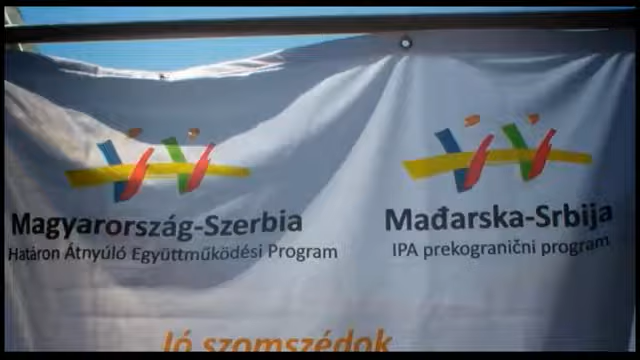 Magyarország-Szerbia
Határon Átnyúló Együttműködési Program
Mađarska-Srbija
IPA prekogranični program
Jó szomszédok